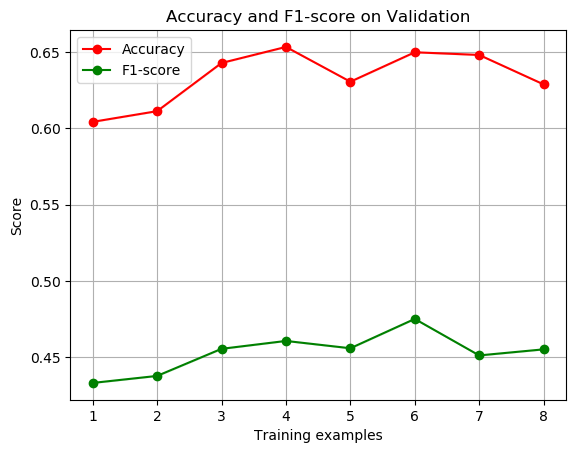 Accuracy and F1-score on Validation
Accuracy
F1-score
0.65
0.60
0.55
0.50
0.45
Score
1 2 3 4 5 6 7 8
Training examples